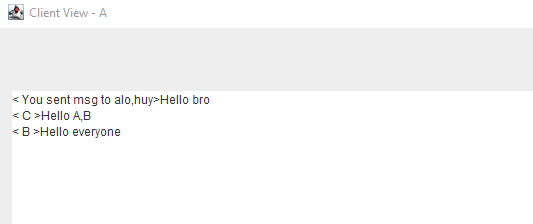 Client View - A
< You sent msg to alo,huy>Hello bro
< C >Hello A,B
< B >Hello everyone